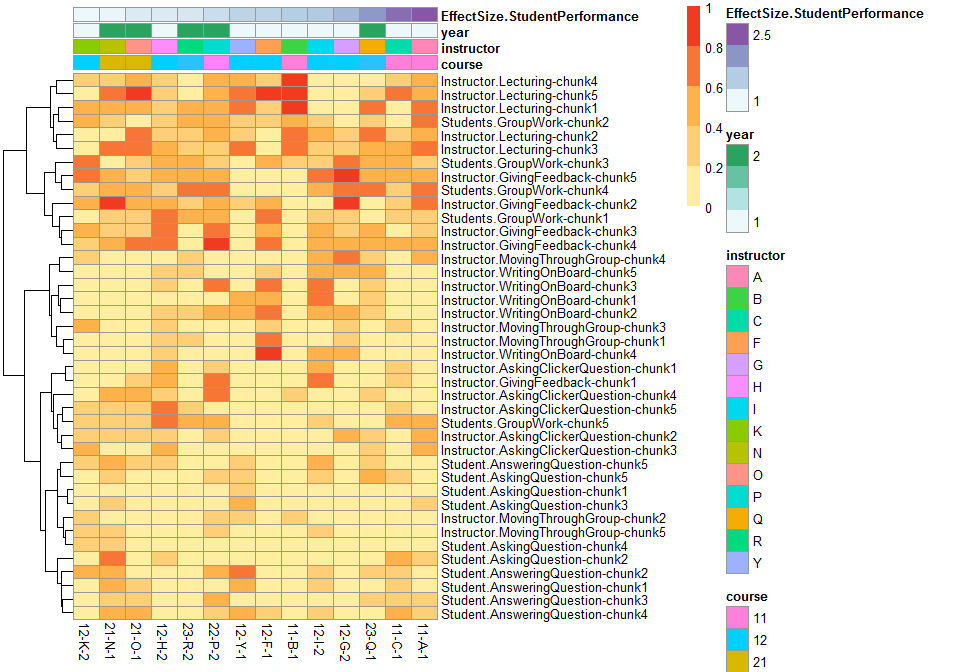 EffectSize.StudentPerformance
year
instructor
course
Instructor.Lecturing-chunk4
Instructor.Lecturing-chunk5
Instructor.Lecturing-chunk1
Students.GroupWork-chunk2
Instructor.Lecturing-chunk2
Instructor.Lecturing-chunk3
Students.GroupWork-chunk3
Instructor.GivingFeedback-chunk5
Students.GroupWork-chunk4
Instructor.GivingFeedback-chunk2
Students.GroupWork-chunk1
Instructor.GivingFeedback-chunk3
Instructor.GivingFeedback-chunk4
Instructor.MovingThroughGroup-chunk4
Instructor.WritingOnBoard-chunk5
Instructor.WritingOnBoard-chunk3
Instructor.WritingOnBoard-chunk1
Instructor.WritingOnBoard-chunk2
Instructor.MovingThroughGroup-chunk3
Instructor.MovingThroughGroup-chunk1
Instructor.WritingOnBoard-chunk4
Instructor.AskingClickerQuestion-chunk1
Instructor.GivingFeedback-chunk1
Instructor.AskingClickerQuestion-chunk4
Instructor.AskingClickerQuestion-chunk5
Students.GroupWork-chunk5
Instructor.AskingClickerQuestion-chunk2
Instructor.AskingClickerQuestion-chunk3
Student.AnsweringQuestion-chunk5
Student.AskingQuestion-chunk5
Student.AskingQuestion-chunk1
Student.AskingQuestion-chunk3
Instructor.MovingThroughGroup-chunk2
Instructor.MovingThroughGroup-chunk5
Student.AskingQuestion-chunk4
Student.AskingQuestion-chunk2
Student.AnsweringQuestion-chunk2
Student.AnsweringQuestion-chunk1
Student.AnsweringQuestion-chunk3
Student.AnsweringQuestion-chunk4
12-K-2
21-N-1
21-O-1
12-H-2
23-R-2
22-P-2
12-Y-1
12-F-1
11-B-1
12-I-2
12-G-2
23-Q-1
11-C-1
11-A-1
1
0.8
0.6
0.4
0.2
0
EffectSize.StudentPerformance
2.5
1
year
2
1
instructor
A
B
C
F
G
H
I
K
N
O
P
Q
R
Y
course
11
12
21